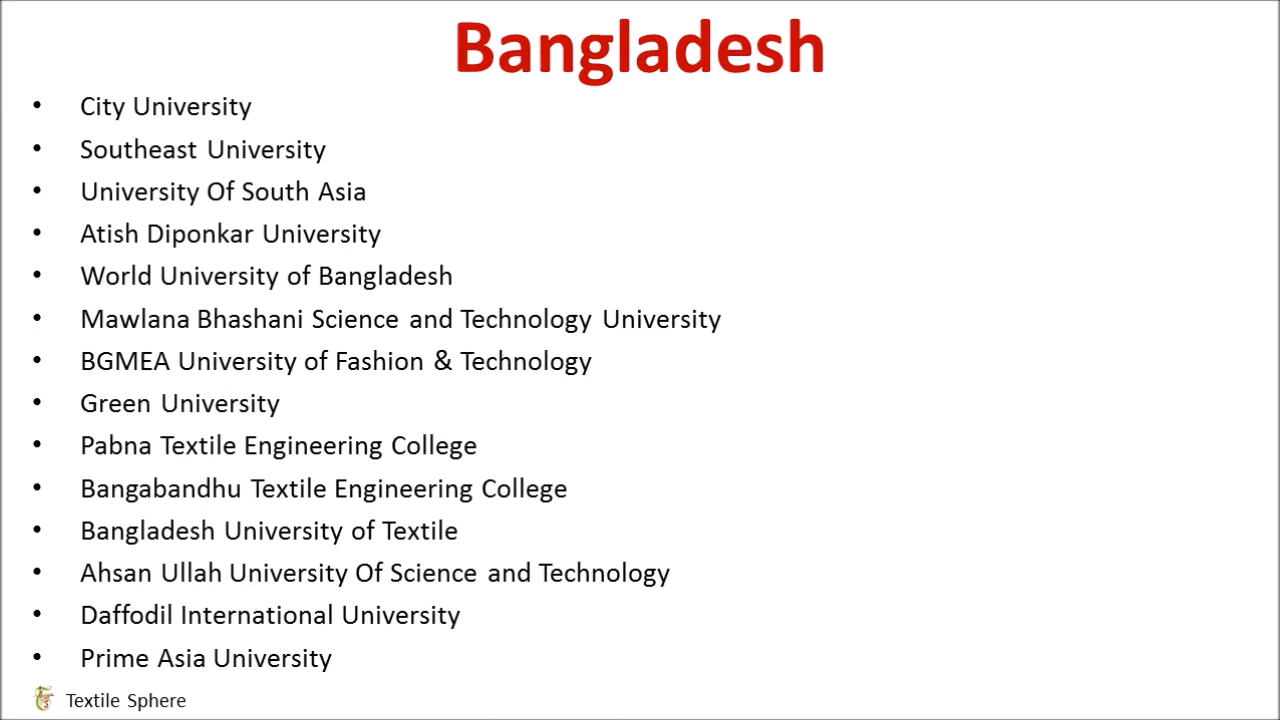 Bangladesh
• City University
• Southeast University
• University Of South Asia
• Atish Diponkar University
• World University of Bangladesh
• Mawlana Bhashani Science and Technology University
• BGMEA University of Fashion & Technology
• Green University
• Pabna Textile Engineering College
• Bangabandhu Textile Engineering College
• Bangladesh University of Textile
• Ahsan Ullah University Of Science and Technology
• Daffodil International University
• Prime Asia University
Textile Sphere